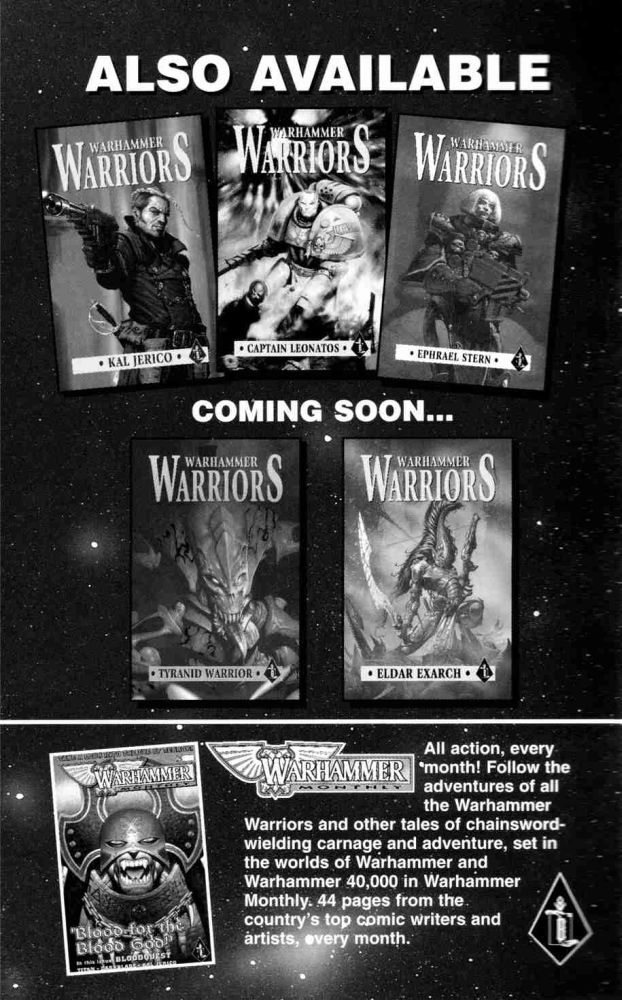 ALSO AVAILABLE
WARHAMMER
WARRIORS
• KAL JERICO •
WARHAMMER
WARRIORS
• CAPTAIN LEONATOS •
WARHAMMER
WARRIORS
• EPHRAEL STERN •
COMING SOON...
WARHAMMER
WARRIORS
• TYRANID WARRIOR •
WARHAMMER
WARRIORS
• ELDAR EXARCH •
WARHAMMER
MONTHLY
"Blood for the
Blood God!"
In this issue BLOODQUEST
WARHAMMER
MONTHLY
All action, every
month! Follow the
adventures of all
the Warhammer
Warriors and other tales of chainsword-
wielding carnage and adventure, set in
the worlds of Warhammer and
Warhammer 40,000 in Warhammer
Monthly. 44 pages from the
country's top comic writers and
artists, every month.